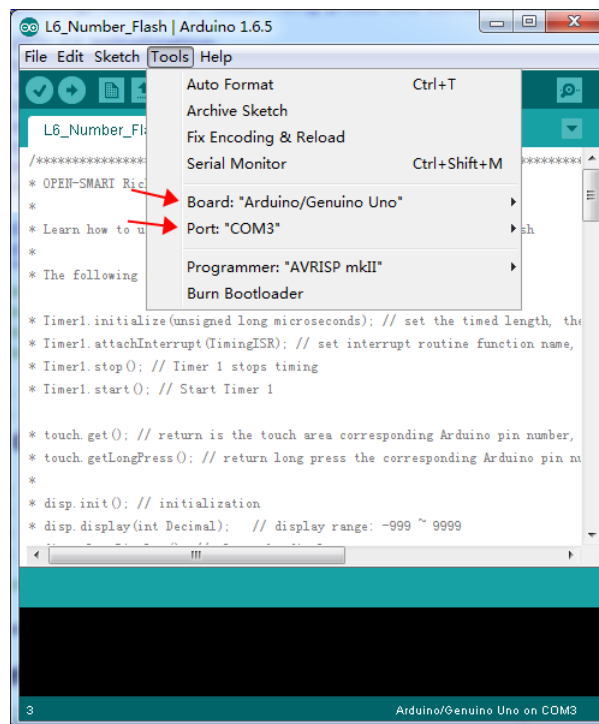 L6_Number_Flash | Arduino 1.6.5
File Edit Sketch Tools Help
Auto Format Ctrl+T
Archive Sketch
Fix Encoding & Reload
Serial Monitor Ctrl+Shift+M
Board: "Arduino/Genuino Uno"
Port: "COM3"
Programmer: "AVRISP mkII"
Burn Bootloader
L6_Number_Fl
/***************
* OPEN-SMART Ric
*
* Learn how to u sh
*
* The following
* Timer1.initialize(unsigned long microseconds); // set the timed length, the
* Timer1.attachInterrupt(TimingISR); // set interrupt routine function name,
* Timer1.stop(); // Timer 1 stops timing
* Timer1.start(); // Start Timer 1
* touch.get(); // return is the touch area corresponding Arduino pin number,
* touch.getLongPress(); // return long press the corresponding Arduino pin nu
*
* disp.init(); // initialization
* disp.display(int Decimal); // display range: -999 ~ 9999
3 Arduino/Genuino Uno on COM3